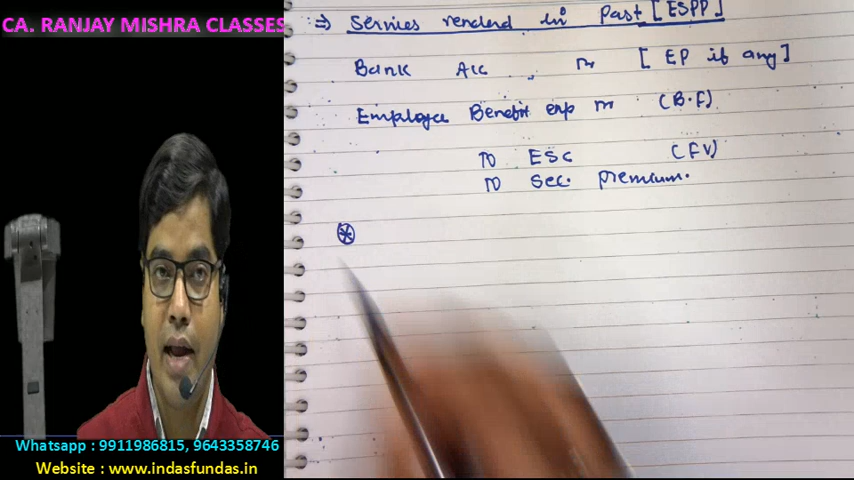 CA. RANJAY MISHRA CLASSES
⇒ Services renderd in Past [ESPP]
Bank A/c Dr [EP if any]
Employee Benefit exp Dr (B.F)
To ESC (FV)
To Sec. premium.
Whatsapp : 9911986815, 9643358746
Website : www.indasfundas.in